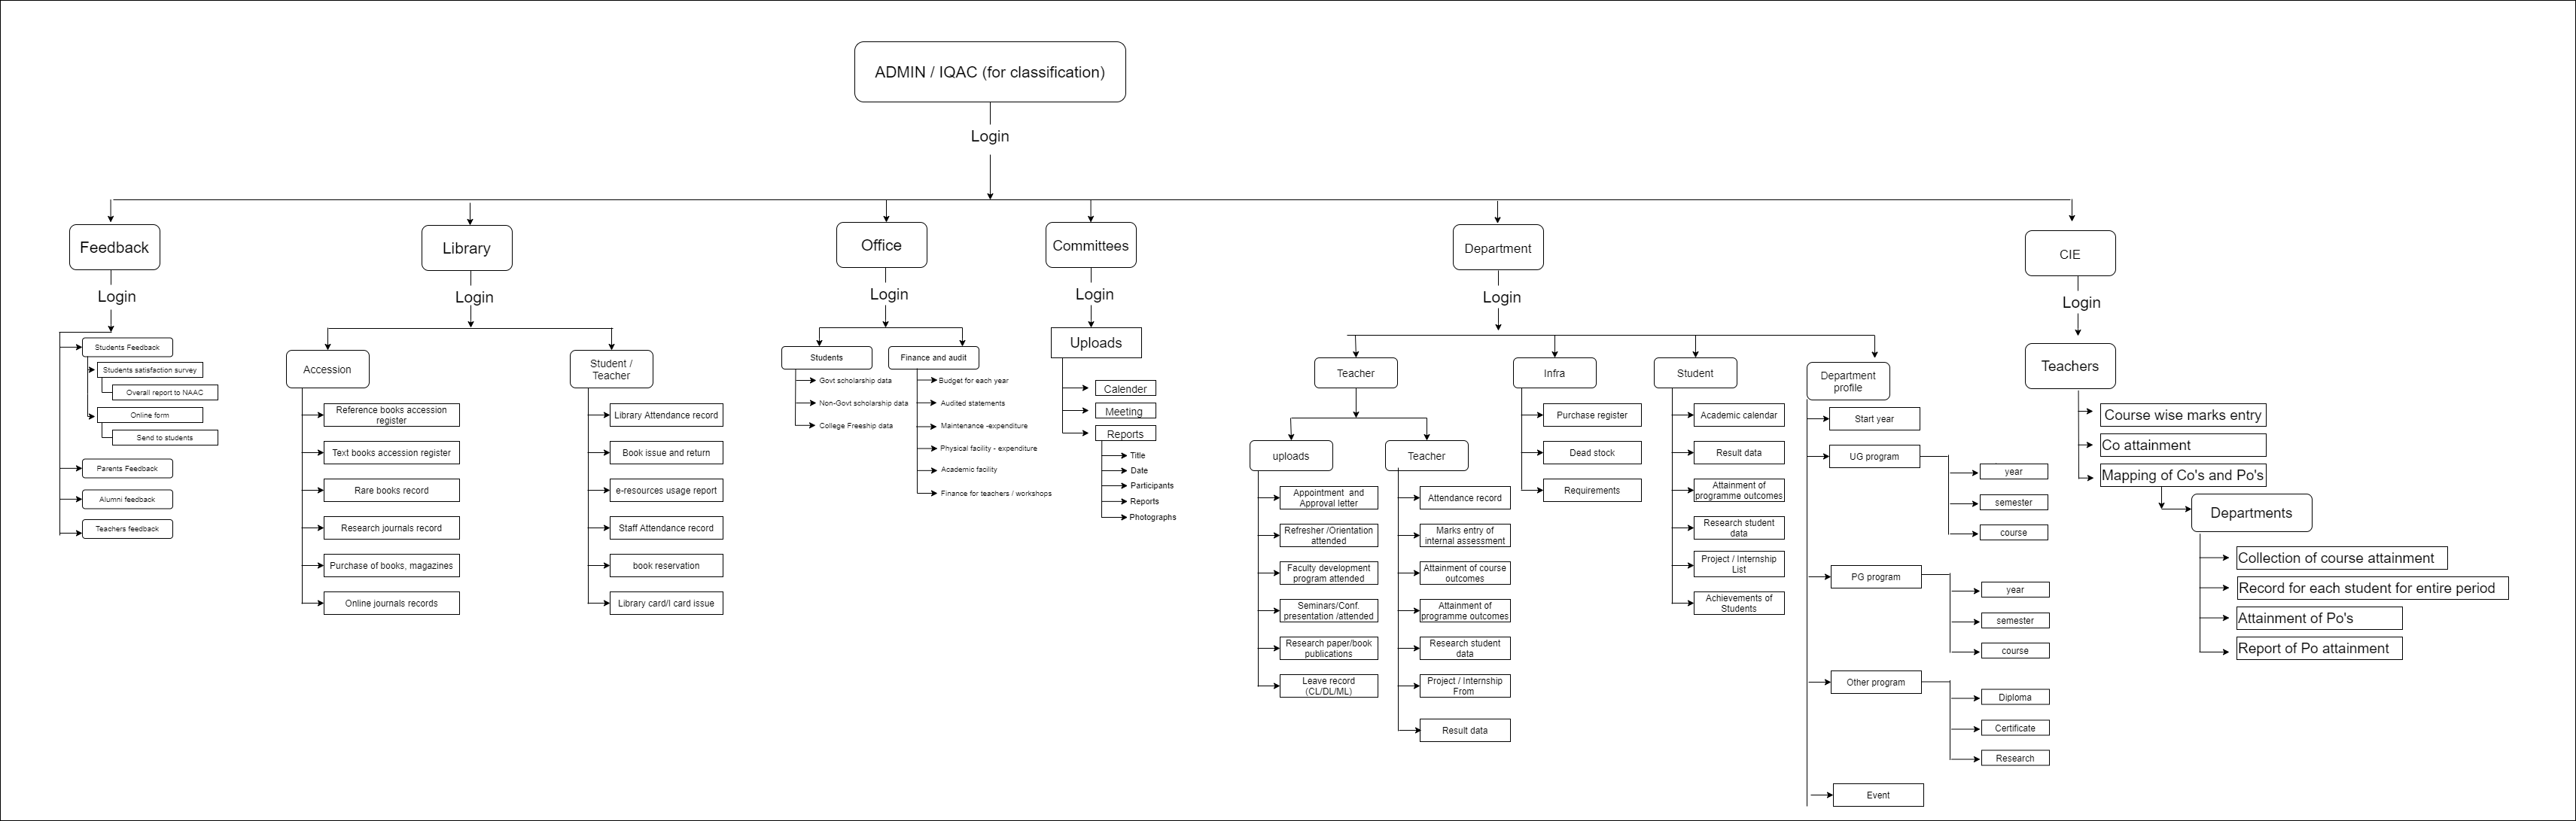 ADMIN / IQAC (for classification)
Login
Feedback
Login
Students Feedback
Students satisfaction survey
Overall report to NAAC
Online form
Send to students
Parents Feedback
Alumni feedback
Teachers feedback
Library
Login
Accession
Reference books accession
register
Text books accession register
Rare books record
Research journals record
Purchase of books, magazines
Online journals records
Student /
Teacher
Library Attendance record
Book issue and return
e-resources usage report
Staff Attendance record
book reservation
Library card/I card issue
Office
Login
Students
Govt scholarship data
Non-Govt scholarship data
College Freeship data
Finance and audit
Budget for each year
Audited statements
Maintenance -expenditure
Physical facility - expenditure
Academic facility
Finance for teachers / workshops
Committees
Login
Uploads
Calender
Meeting
Reports
Title
Date
Participants
Reports
Photographs
Department
Login
Teacher
uploads
Appointment and
Approval letter
Refresher /Orientation
attended
Faculty development
program attended
Seminars/Conf.
presentation /attended
Research paper/book
publications
Leave record
(CL/DL/ML)
Teacher
Attendance record
Marks entry of
internal assessment
Attainment of course
outcomes
Attainment of
programme outcomes
Research student
data
Project / Internship
From
Result data
Infra
Purchase register
Dead stock
Requirements
Student
Academic calendar
Result data
Attainment of
programme outcomes
Research student
data
Project / Internship
List
Achievements of
Students
Department
profile
Start year
UG program
year
semester
course
PG program
year
semester
course
Other program
Diploma
Certificate
Research
Event
CIE
Login
Teachers
Course wise marks entry
Co attainment
Mapping of Co's and Po's
Departments
Collection of course attainment
Record for each student for entire period
Attainment of Po's
Report of Po attainment